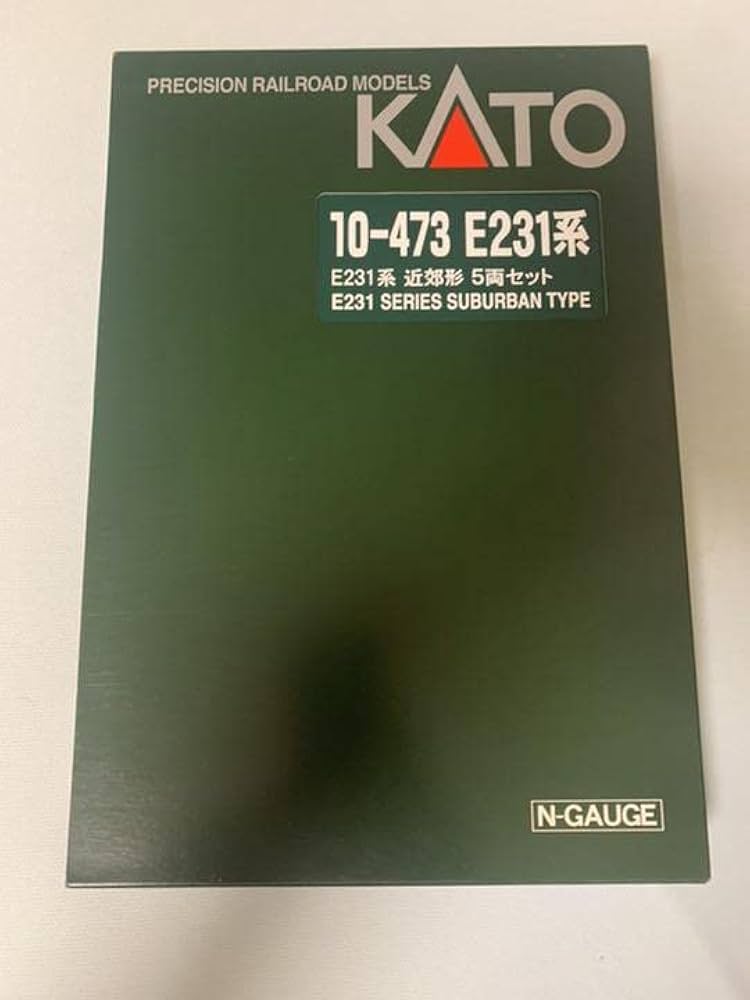 PRECISION RAILROAD MODELS
KATO
10-473 E231系
E231系 近郊形 5両セット
E231 SERIES SUBURBAN TYPE
N-GAUGE